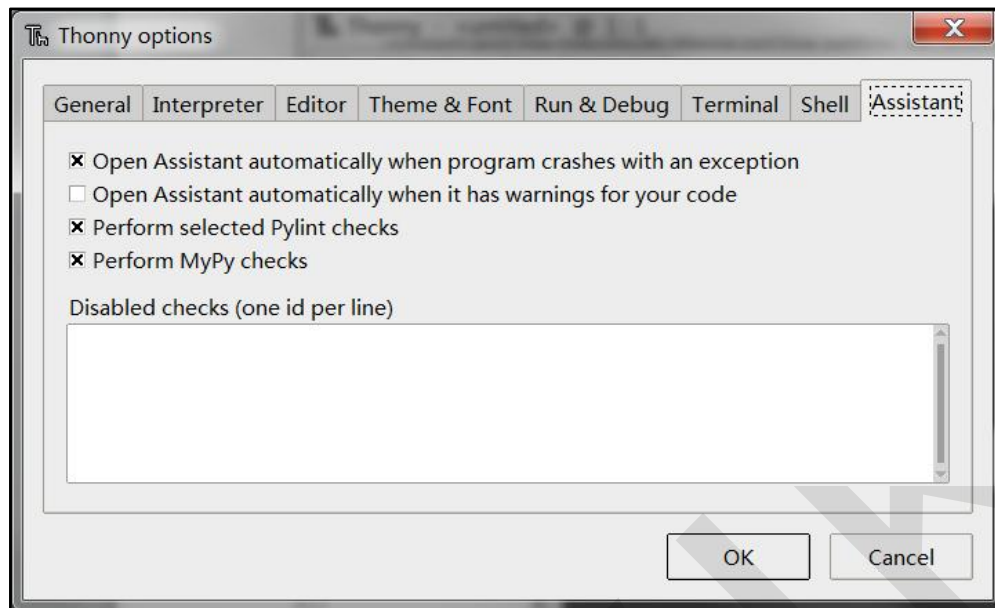 Thonny options
General Interpreter Editor Theme & Font Run & Debug Terminal Shell Assistant
Open Assistant automatically when program crashes with an exception
Open Assistant automatically when it has warnings for your code
Perform selected Pylint checks
Perform MyPy checks
Disabled checks (one id per line)
OK Cancel